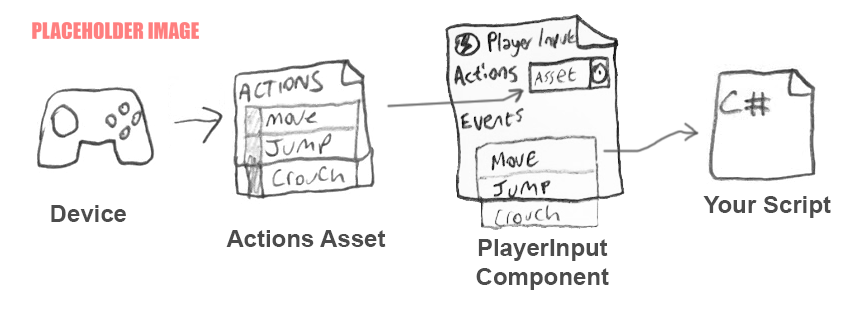 PLACEHOLDER IMAGE
Device
ACTIONS
move
JUMP
Crouch
Actions Asset
Player Input
Actions
Asset
Events
Move
JUMP
Crouch
PlayerInput
Component
C#
Your Script